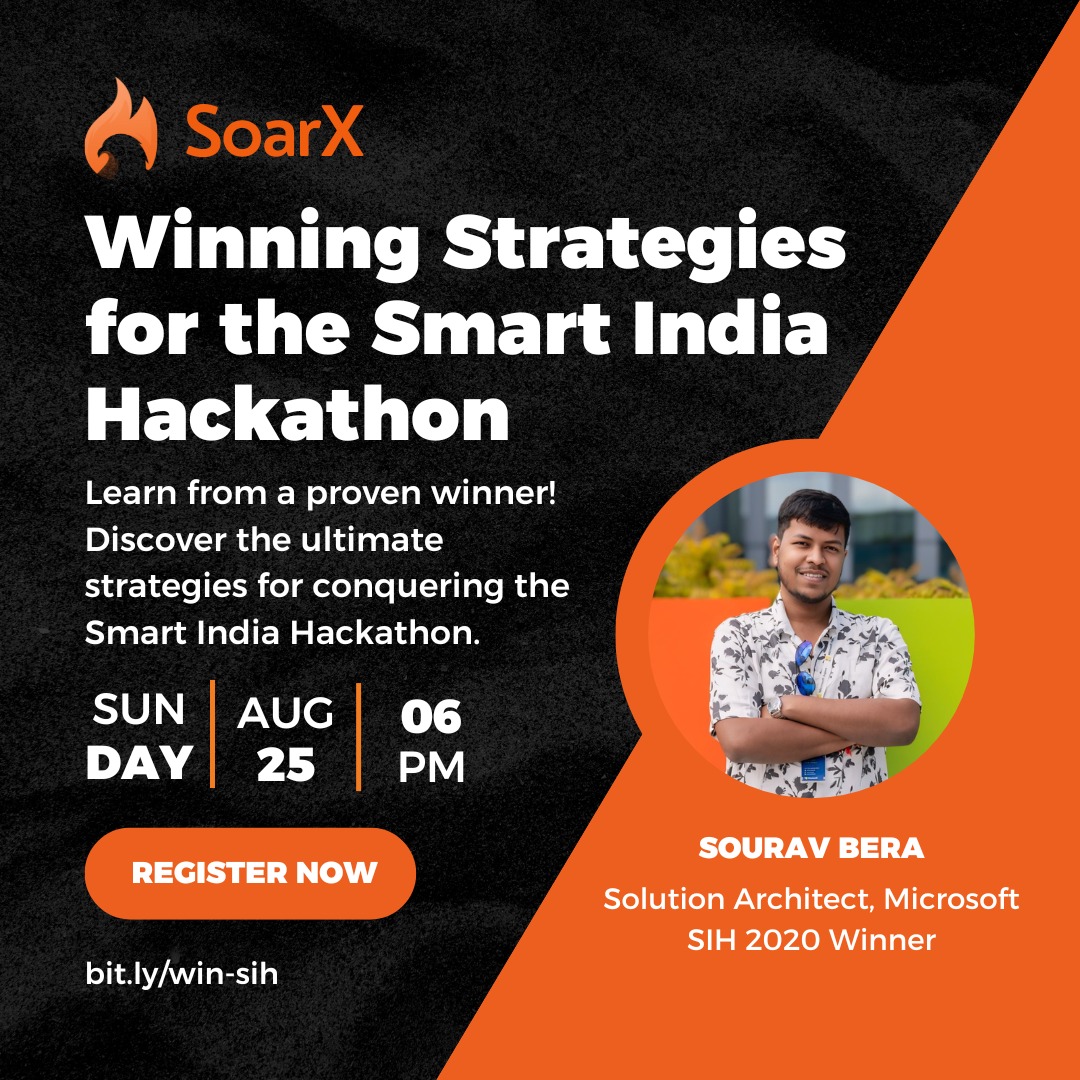 SoarX
Winning Strategies
for the Smart India
Hackathon
Learn from a proven winner!
Discover the ultimate
strategies for conquering the
Smart India Hackathon.
SUN
DAY
AUG
25
06
PM
REGISTER NOW
bit.ly/win-sih
SOURAV BERA
Solution Architect, Microsoft
SIH 2020 Winner